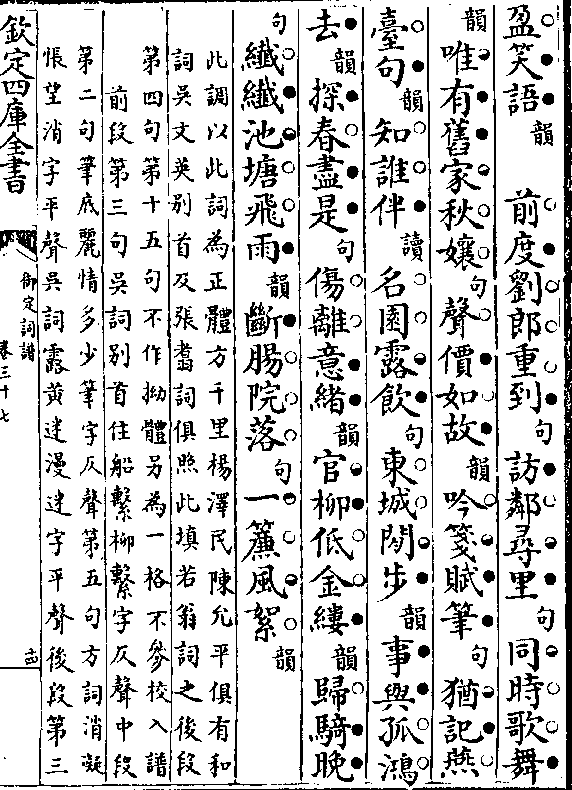 盈笑語韻　前度劉郎重到句訪鄰尋里句同時歌舞
韻唯有舊家秋孃句聲價如故韻吟箋賦筆句猶記燕
臺句韻知誰伴讀名園露飲句東城閒步韻事與孤鴻
去韻探春盡是句傷離意緒韻官柳低金縷韻歸騎晚
句纖纖池塘飛雨韻斷腸院落句一簾風絮韻
此調以此詞為正體方千里楊澤民陳允平俱有和
詞吳文英別首及張翥詞俱照此填若翁詞之後段
第四句第十五句不作拗體另為一格不參校入譜
前段第三句吳詞別首住船繫柳繫字仄聲中段
第二句筆底麗情多少筆字仄聲第五句方詞消凝
悵望消字平聲吳詞露黃迷漫迷字平聲後段第三
欽定四庫全書
御定詞譜
卷三十七
十四